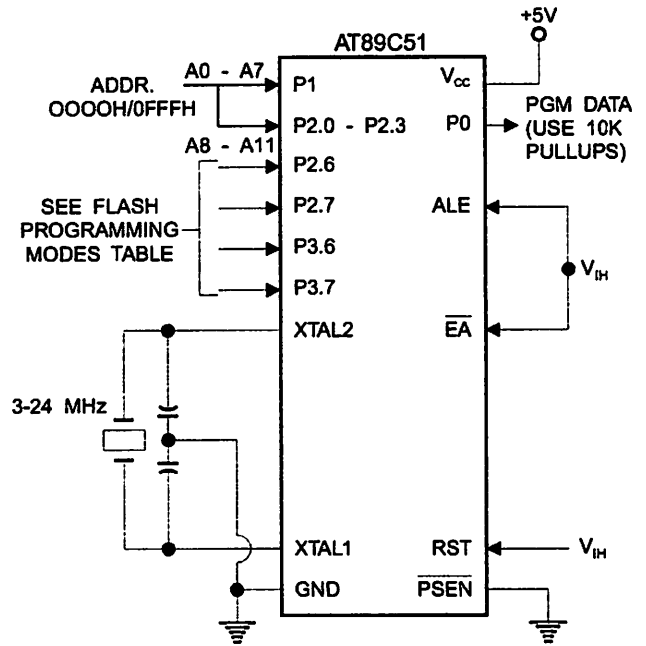 +5V
AT89C51
ADDR.
OOOOH/0FFFH
A0 - A7
P1
VCC
P2.0 - P2.3
P0
PGM DATA
(USE 10K
PULLUPS)
A8 - A11
P2.6
SEE FLASH
PROGRAMMING
MODES TABLE
P2.7
ALE
P3.6
P3.7
VIH
XTAL2
EA
3-24 MHz
XTAL1
RST
VIH
GND
PSEN